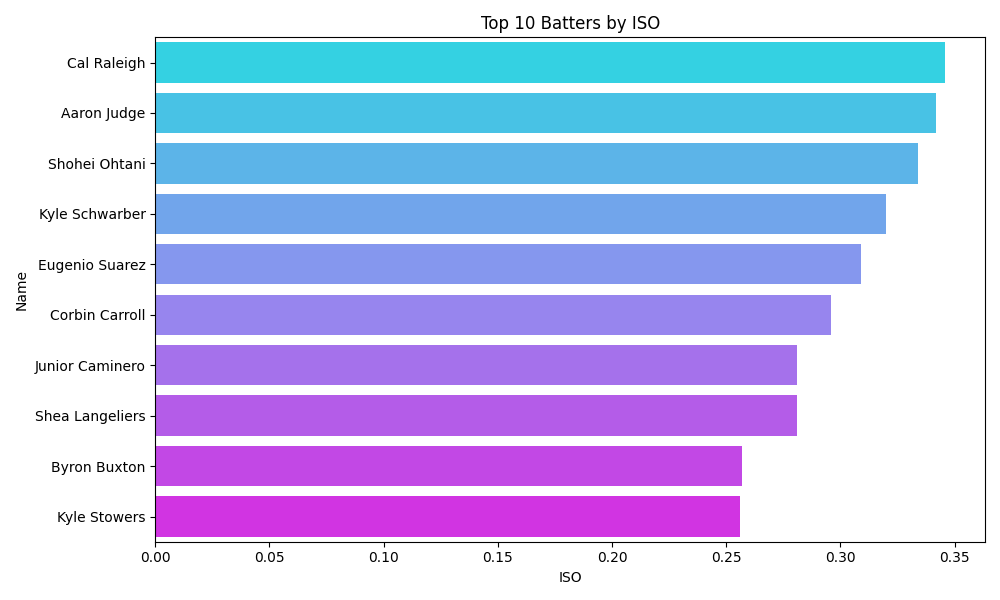 Top 10 Batters by ISO
Name
Cal Raleigh
Aaron Judge
Shohei Ohtani
Kyle Schwarber
Eugenio Suarez
Corbin Carroll
Junior Caminero
Shea Langeliers
Byron Buxton
Kyle Stowers
0.00 0.05 0.10 0.15 0.20 0.25 0.30 0.35
ISO